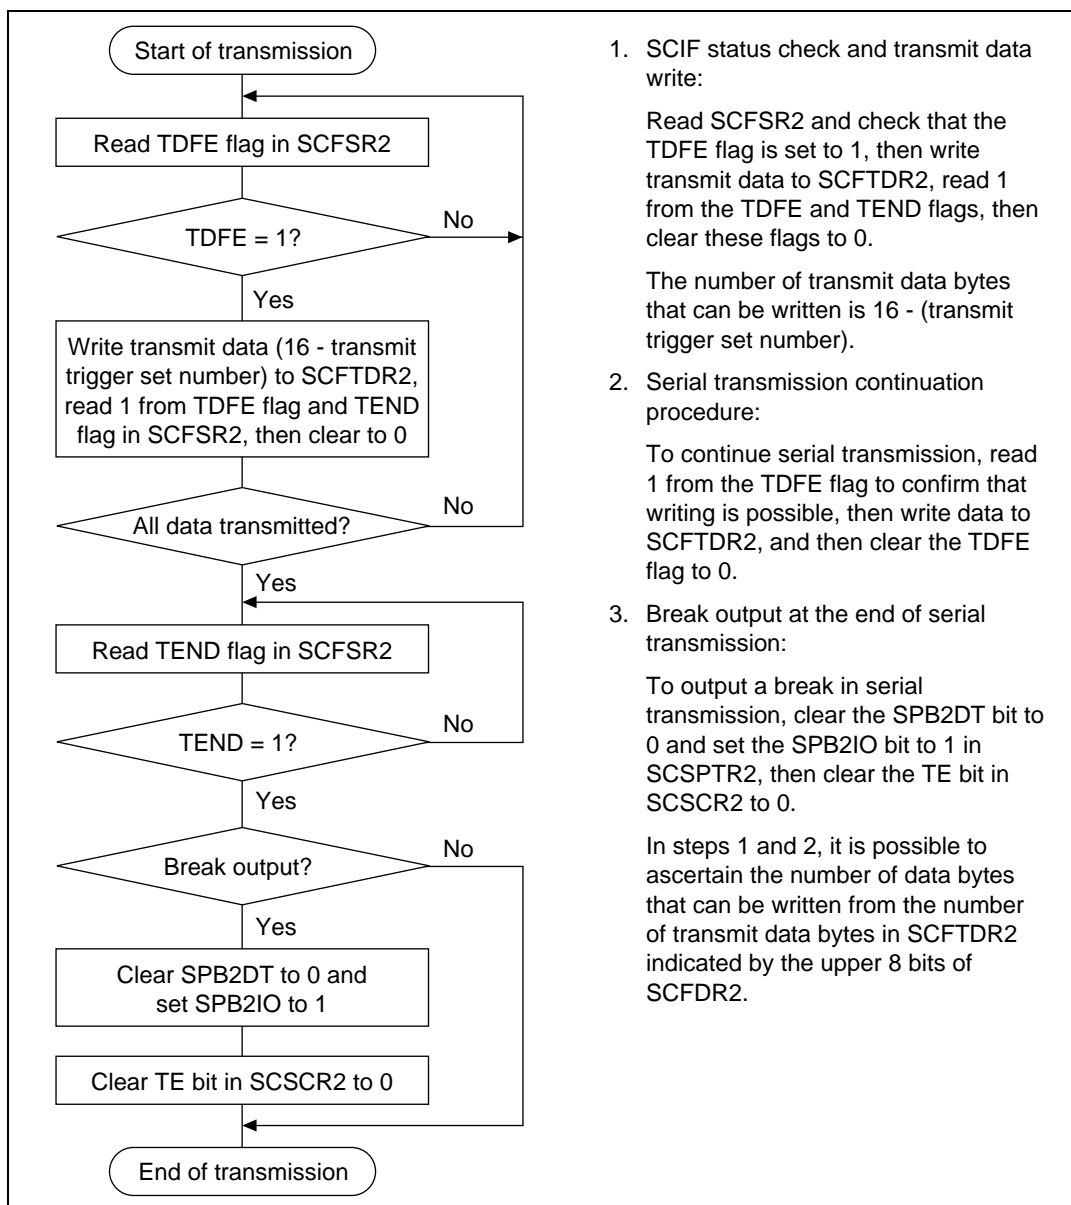 Start of transmission
Read TDFE flag in SCFSR2
TDFE = 1?
No
Yes
Write transmit data (16 - transmit
trigger set number) to SCFTDR2,
read 1 from TDFE flag and TEND
flag in SCFSR2, then clear to 0
All data transmitted?
No
Yes
Read TEND flag in SCFSR2
TEND = 1?
No
Yes
Break output?
No
Yes
Clear SPB2DT to 0 and
set SPB2IO to 1
Clear TE bit in SCSCR2 to 0
End of transmission
1. SCIF status check and transmit data
write:
Read SCFSR2 and check that the
TDFE flag is set to 1, then write
transmit data to SCFTDR2, read 1
from the TDFE and TEND flags, then
clear these flags to 0.
The number of transmit data bytes
that can be written is 16 - (transmit
trigger set number).
2. Serial transmission continuation
procedure:
To continue serial transmission, read
1 from the TDFE flag to confirm that
writing is possible, then write data to
SCFTDR2, and then clear the TDFE
flag to 0.
3. Break output at the end of serial
transmission:
To output a break in serial
transmission, clear the SPB2DT bit to
0 and set the SPB2IO bit to 1 in
SCSPTR2, then clear the TE bit in
SCSCR2 to 0.
In steps 1 and 2, it is possible to
ascertain the number of data bytes
that can be written from the number
of transmit data bytes in SCFTDR2
indicated by the upper 8 bits of
SCFDR2.